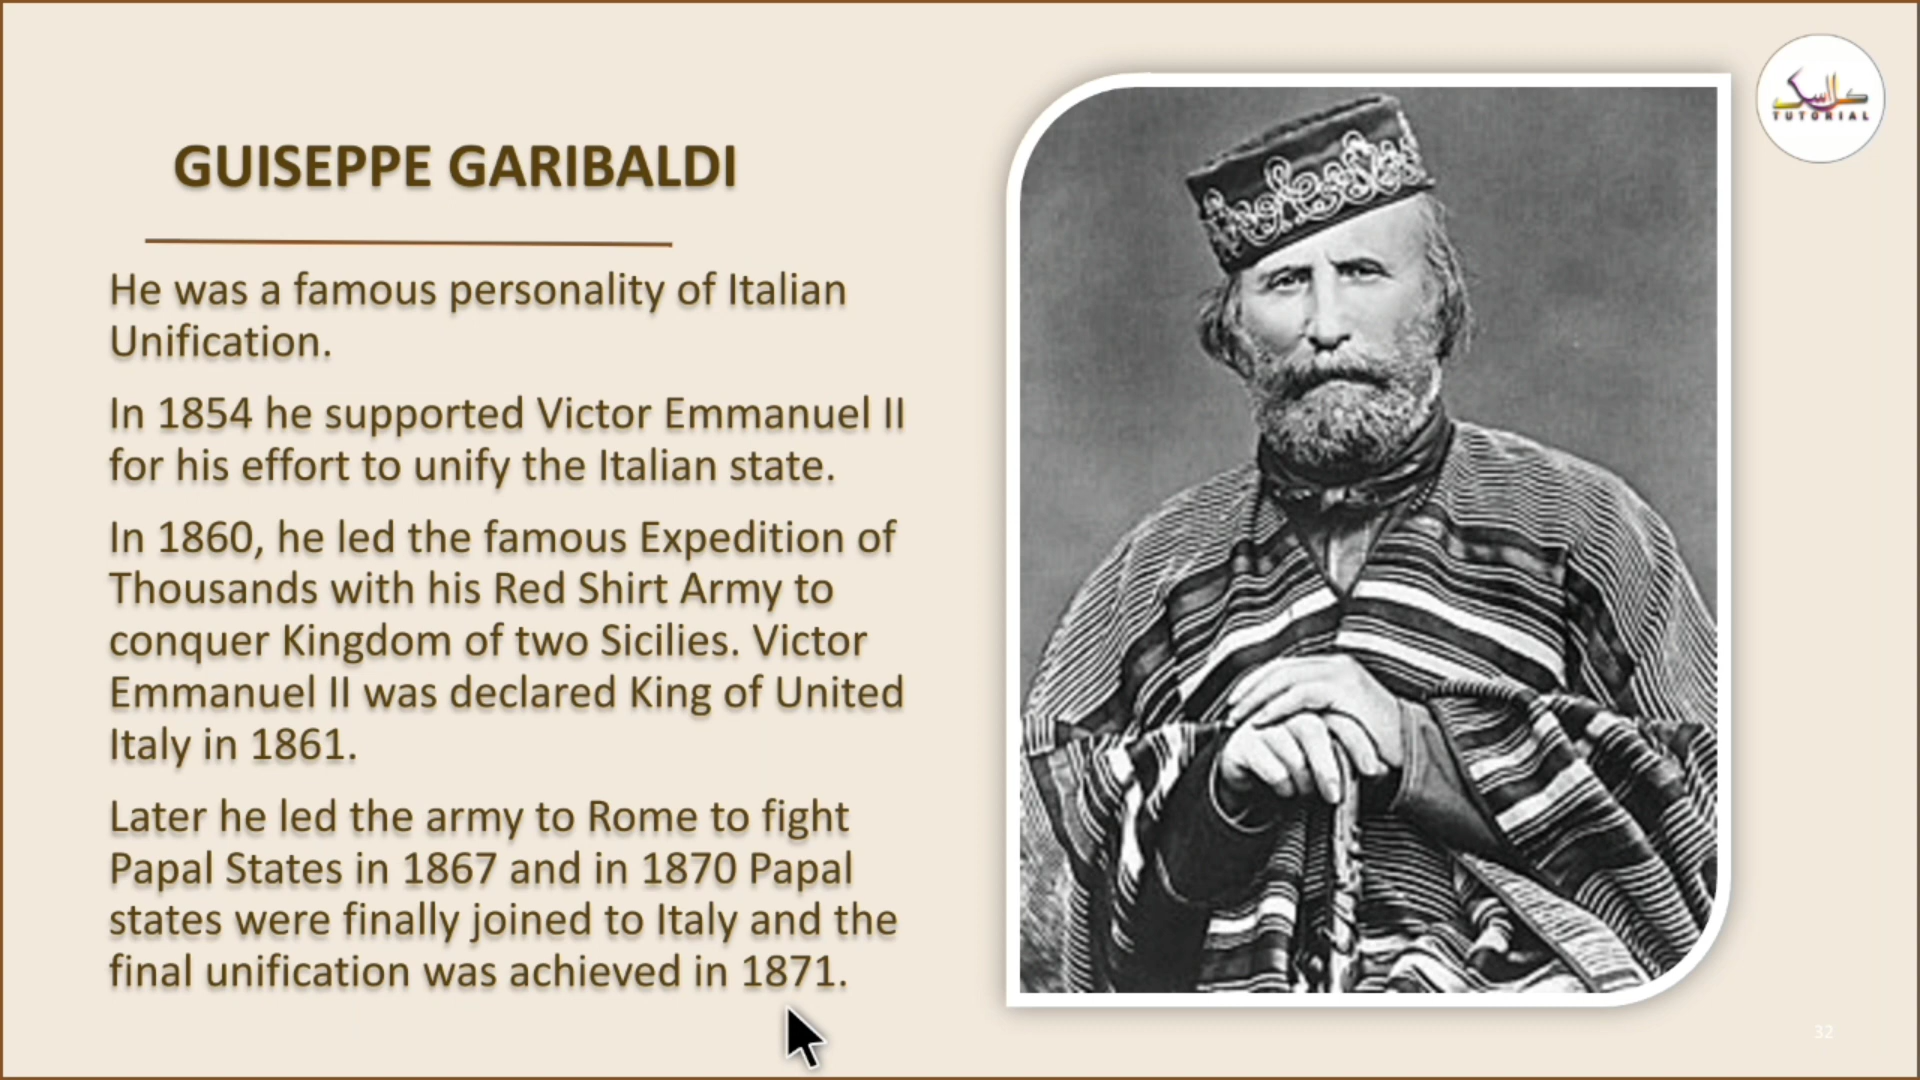 GUISEPPE GARIBALDI
He was a famous personality of Italian
Unification.
In 1854 he supported Victor Emmanuel II
for his effort to unify the Italian state.
In 1860, he led the famous Expedition of
Thousands with his Red Shirt Army to
conquer Kingdom of two Sicilies. Victor
Emmanuel II was declared King of United
Italy in 1861.
Later he led the army to Rome to fight
Papal States in 1867 and in 1870 Papal
states were finally joined to Italy and the
final unification was achieved in 1871.
کلاسک
TUTORIAL
32